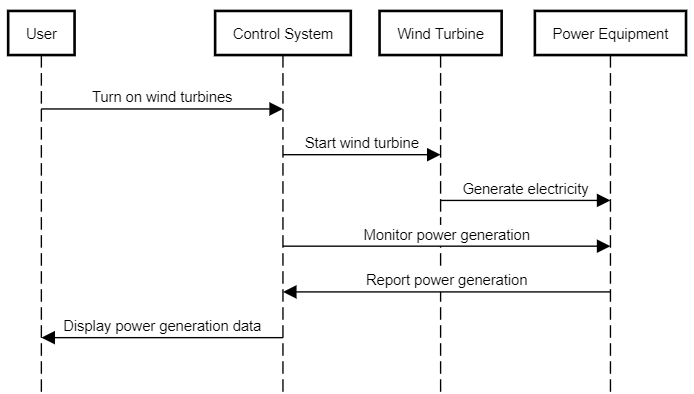 User
Control System
Wind Turbine
Power Equipment
Turn on wind turbines
Start wind turbine
Generate electricity
Monitor power generation
Report power generation
Display power generation data